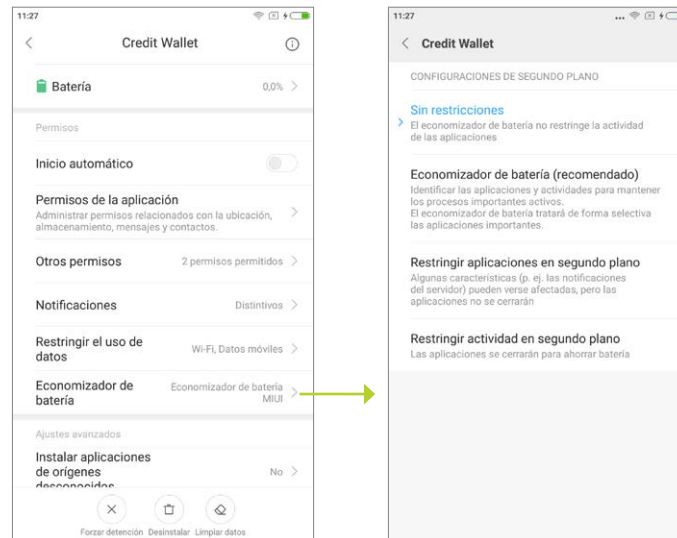 11:27
Credit Wallet
Batería
0,0%
Permisos
Inicio automático
Permisos de la aplicación
Administrar permisos relacionados con la ubicación,
almacenamiento, mensajes y contactos.
Otros permisos
2 permisos permitidos
Notificaciones
Distintivos
Restringir el uso de
datos
Wi-Fi, Datos móviles
Economizador de
batería
Economizador de batería
MIUI
Ajustes avanzados
Instalar aplicaciones
de orígenes
desconocidos
No
Forzar detención Desinstalar Limpiar datos
11:27
Credit Wallet
CONFIGURACIONES DE SEGUNDO PLANO
Sin restricciones
El economizador de batería no restringe la actividad
de las aplicaciones
Economizador de batería (recomendado)
Identificar las aplicaciones y actividades para mantener
los procesos importantes activos.
El economizador de batería tratará de forma selectiva
las aplicaciones importantes.
Restringir aplicaciones en segundo plano
Algunas características (p. ej. las notificaciones
del servidor) pueden verse afectadas, pero las
aplicaciones no se cerrarán
Restringir actividad en segundo plano
Las aplicaciones se cerrarán para ahorrar batería